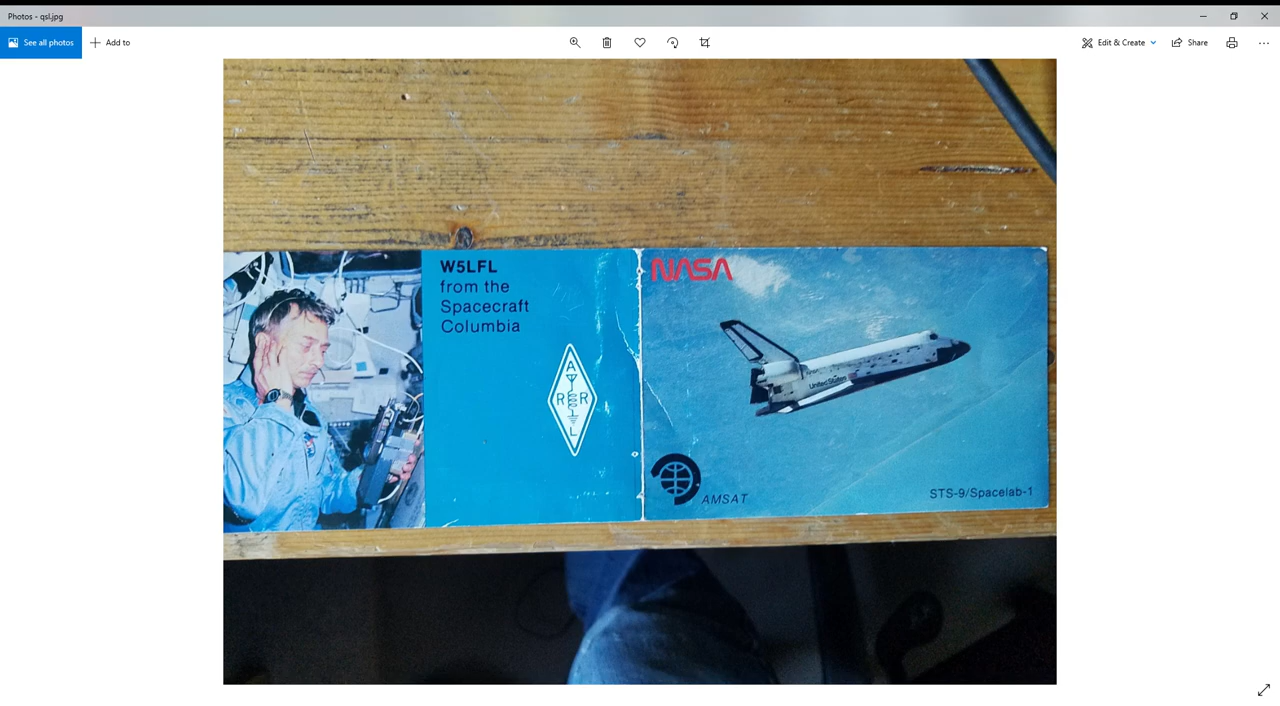 Photos - qsl.jpg
See all photos
Add to
Edit & Create
Share
W5LFL
from the
Spacecraft
Columbia
A
R R
L
NASA
United States
AMSAT
STS-9/Spacelab-1